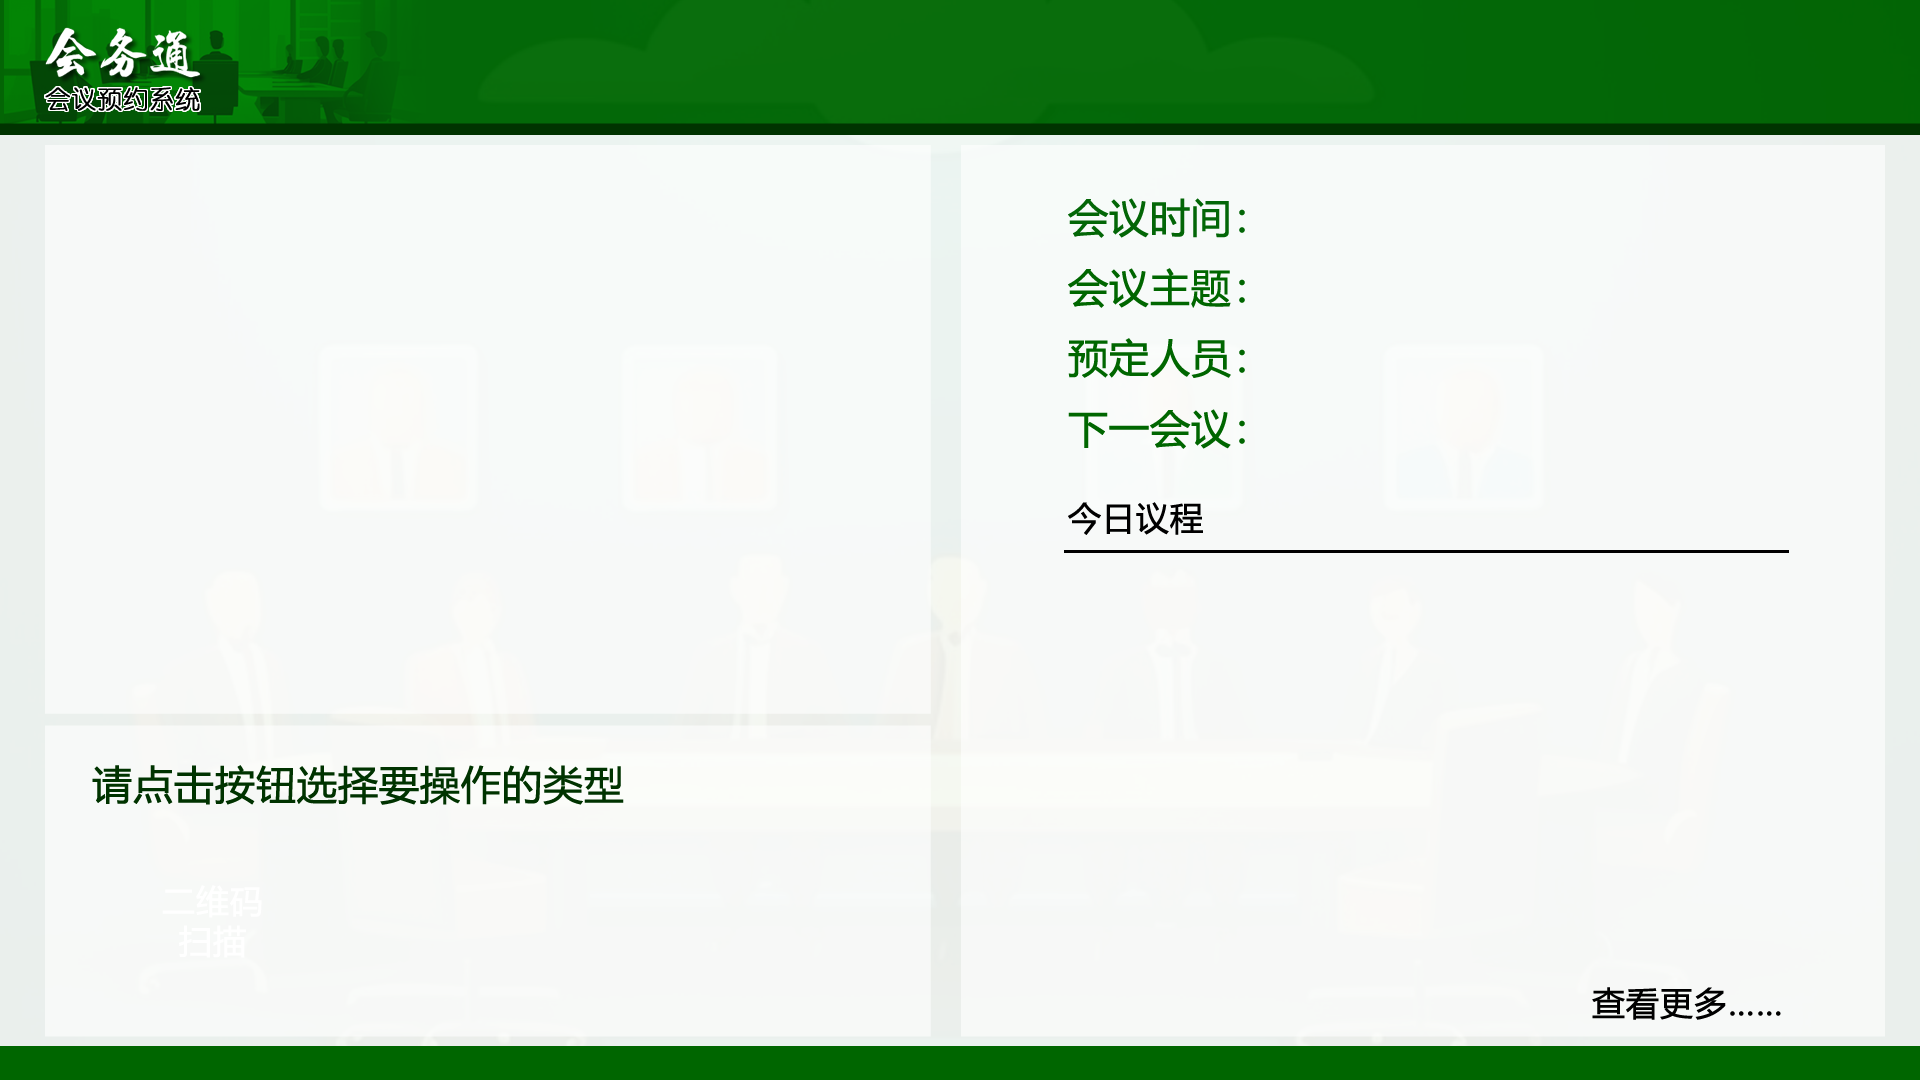 会务通
会议预约系统
会议时间：
会议主题：
预定人员：
下一会议：
今日议程
请点击按钮选择要操作的类型
二维码
扫描
查看更多......